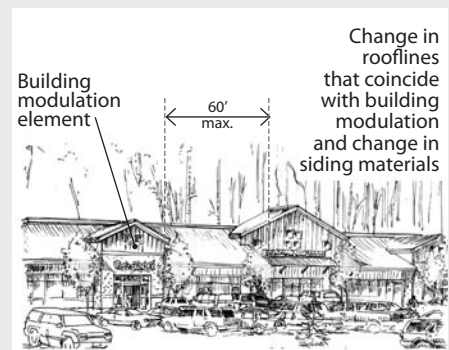 Change in
rooflines
that coincide
with building
modulation
and change in
siding materials
Building
modulation
element
60’
max.